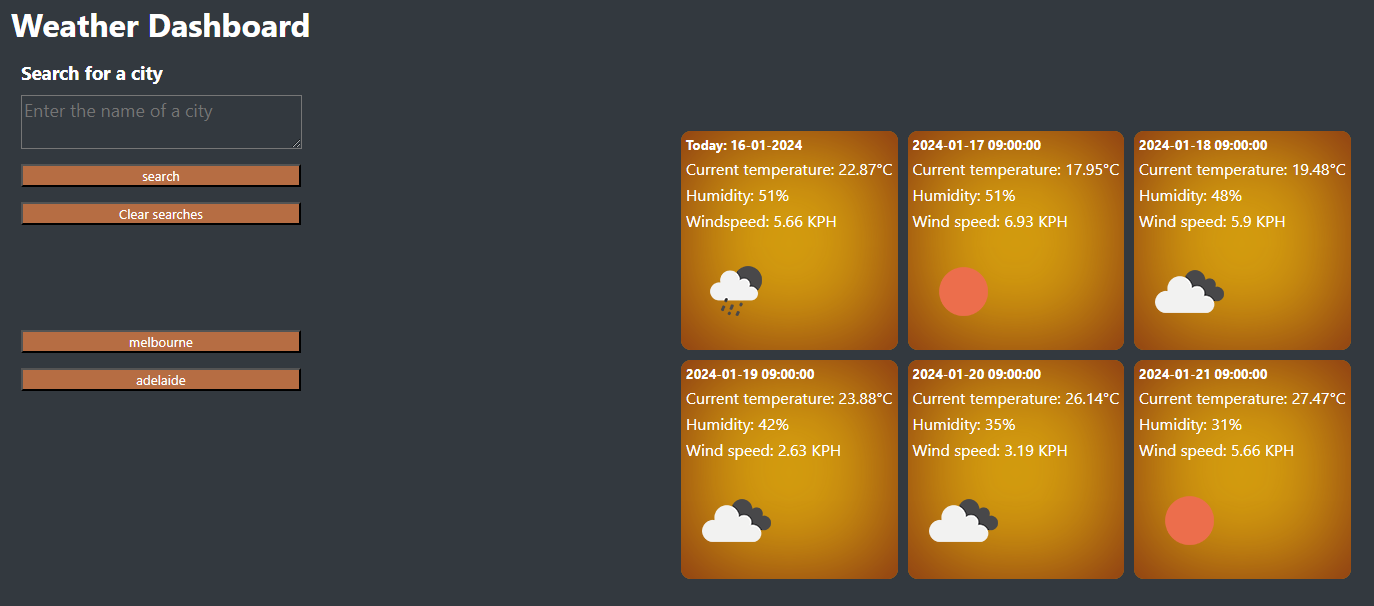 Weather Dashboard
Search for a city
Enter the name of a city
search
Clear searches
melbourne
adelaide
Today: 16-01-2024
Current temperature: 22.87°C
Humidity: 51%
Windspeed: 5.66 KPH
2024-01-17 09:00:00
Current temperature: 17.95°C
Humidity: 51%
Wind speed: 6.93 KPH
2024-01-18 09:00:00
Current temperature: 19.48°C
Humidity: 48%
Wind speed: 5.9 KPH
2024-01-19 09:00:00
Current temperature: 23.88°C
Humidity: 42%
Wind speed: 2.63 KPH
2024-01-20 09:00:00
Current temperature: 26.14°C
Humidity: 35%
Wind speed: 3.19 KPH
2024-01-21 09:00:00
Current temperature: 27.47°C
Humidity: 31%
Wind speed: 5.66 KPH